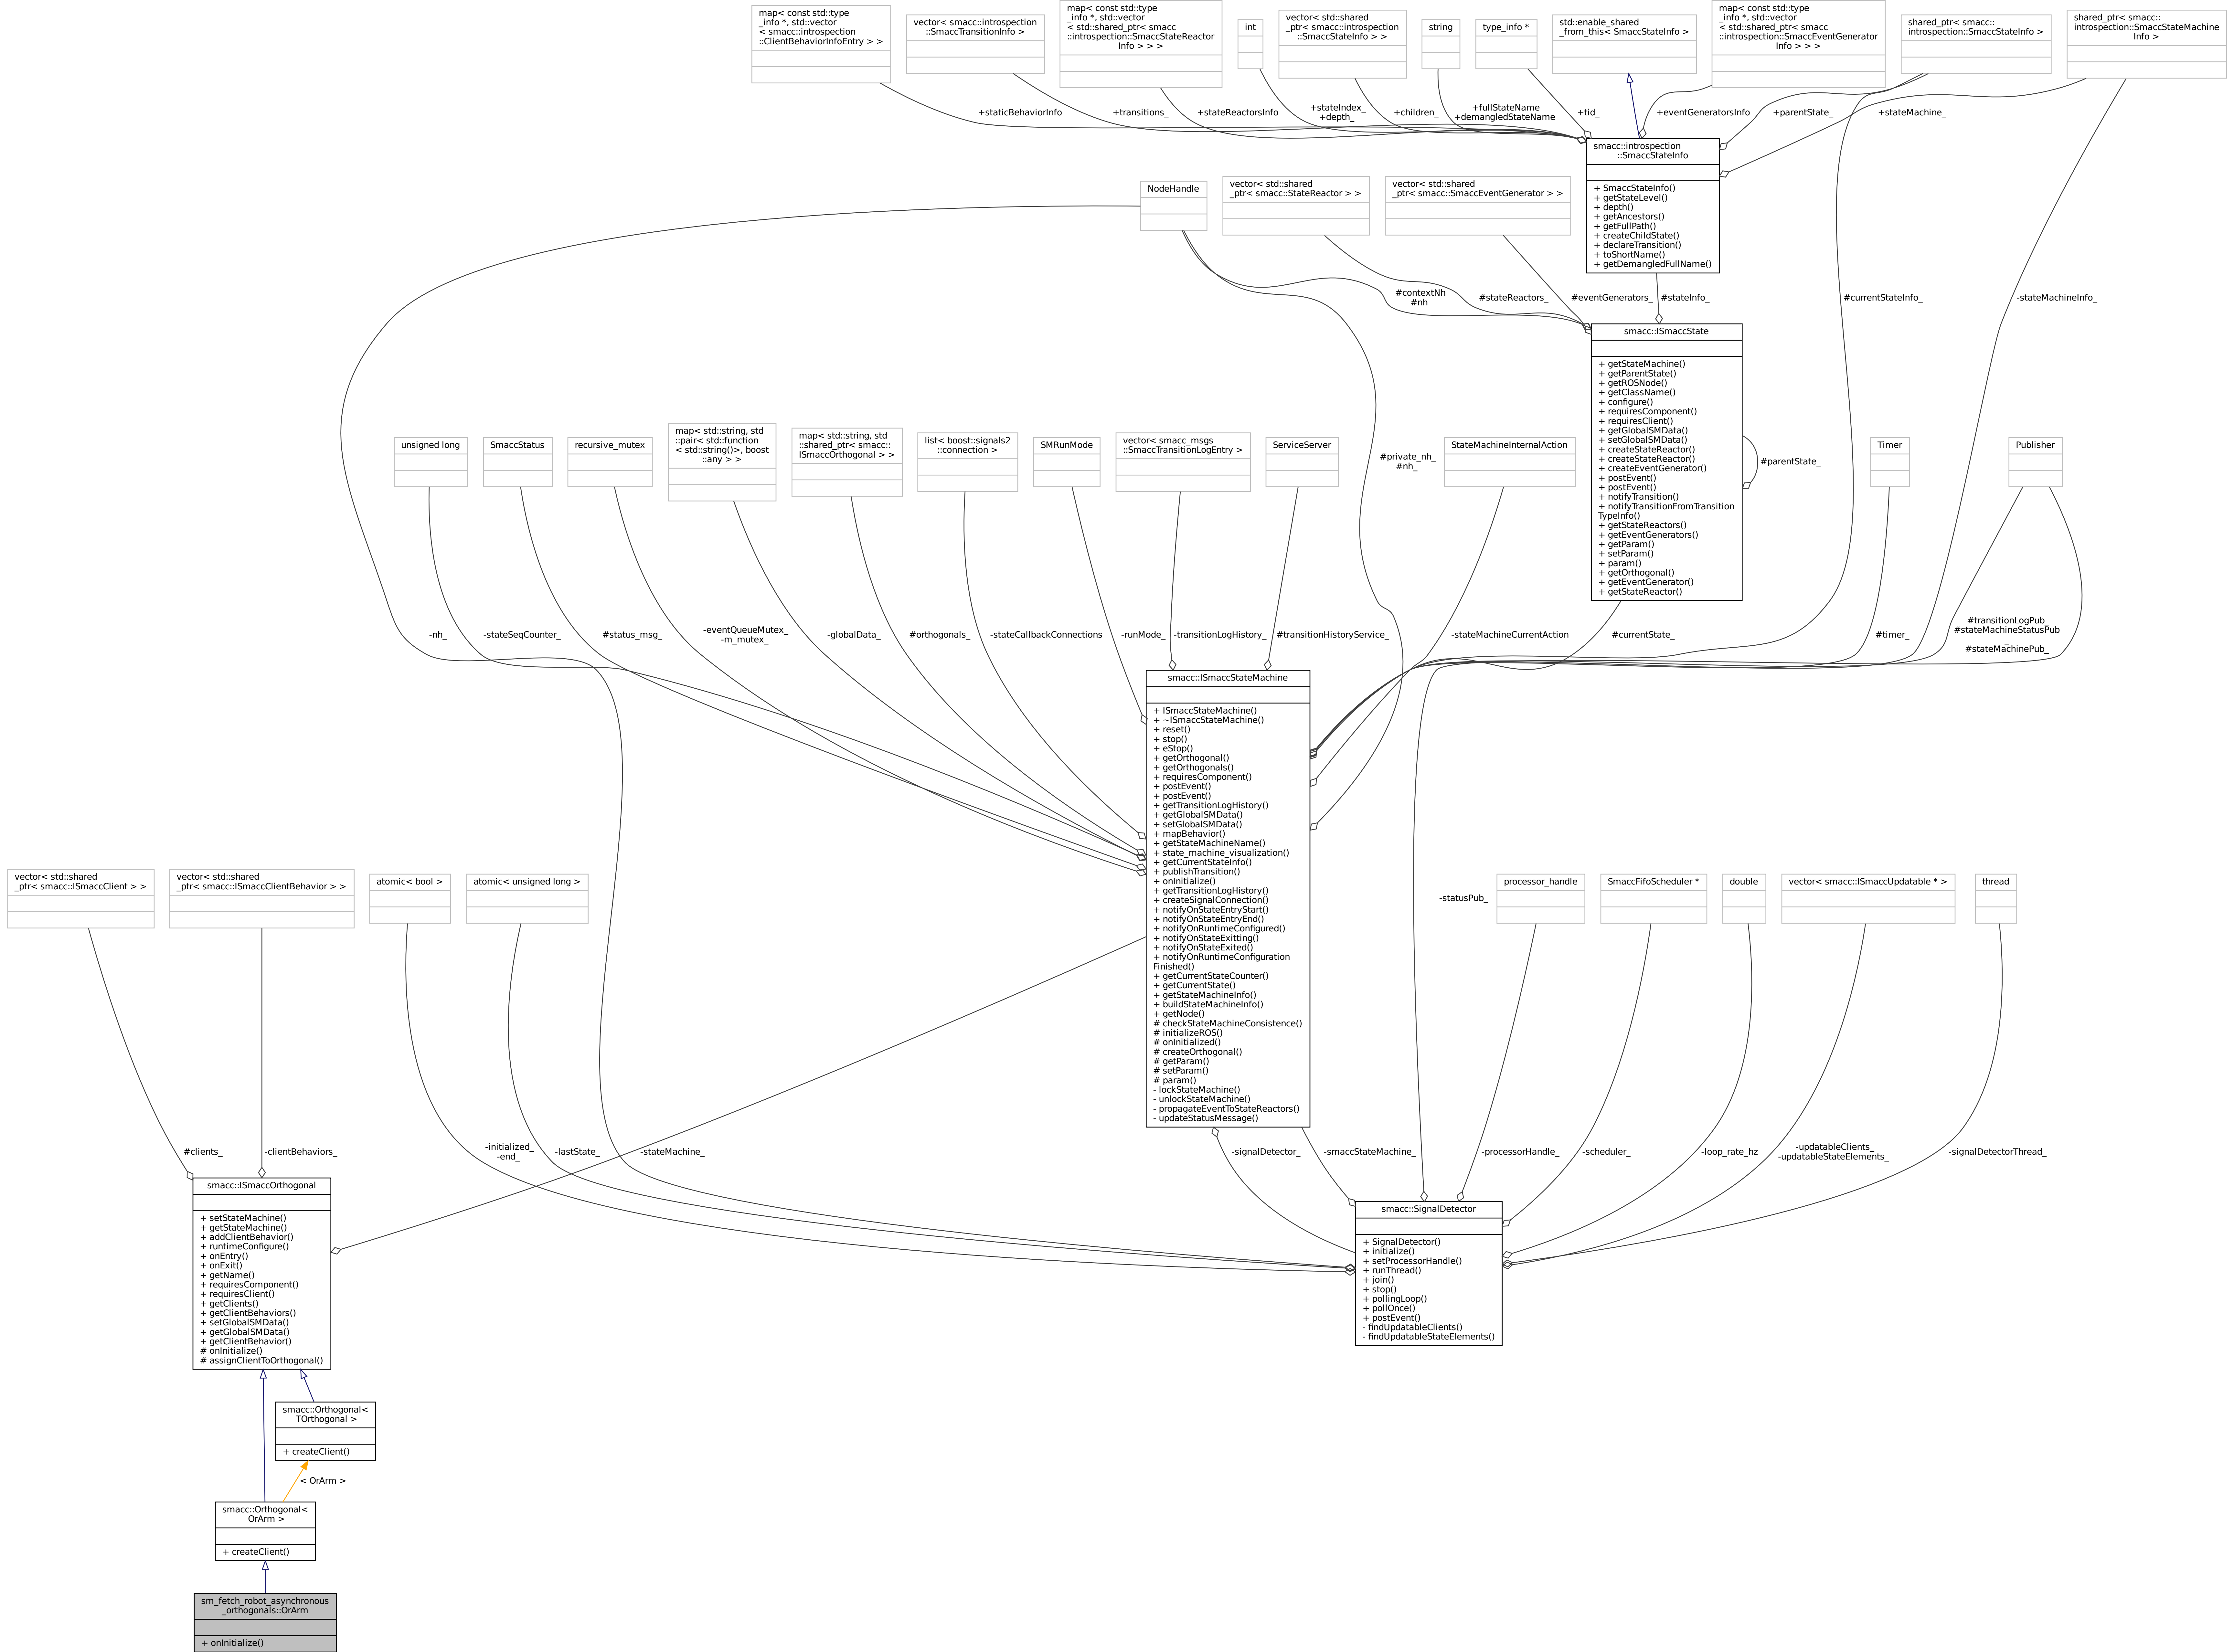 map< const std::type
_info *, std::vector
< smacc::introspection
::ClientBehaviorInfoEntry > >
vector< smacc::introspection
::SmaccTransitionInfo >
map< const std::type
_info *, std::vector
< std::shared_ptr< smacc
::introspection::SmaccStateReactor
Info > > >
int
vector< std::shared
_ptr< smacc::introspection
::SmaccStateInfo > >
string
type_info *
std::enable_shared
_from_this< SmaccStateInfo >
map< const std::type
_info *, std::vector
< std::shared_ptr< smacc
::introspection::SmaccEventGenerator
Info > > >
shared_ptr< smacc::
introspection::SmaccStateInfo >
shared_ptr< smacc::
introspection::SmaccStateMachine
Info >
+staticBehaviorInfo
+transitions_
+stateReactorsInfo
+stateIndex_
+depth_
+children_
+fullStateName
+demangledStateName
+tid_
+eventGeneratorsInfo
+parentState_
+stateMachine_
smacc::introspection
::SmaccStateInfo
+ SmaccStateInfo()
+ getStateLevel()
+ depth()
+ getAncestors()
+ getFullPath()
+ createChildState()
+ declareTransition()
+ toShortName()
+ getDemangledFullName()
NodeHandle
vector< std::shared
_ptr< smacc::StateReactor > >
vector< std::shared
_ptr< smacc::SmaccEventGenerator > >
#contextNh
#nh
#stateReactors_
#eventGenerators_
#stateInfo_
#currentStateInfo_
-stateMachineInfo_
smacc::ISmaccState
+ getStateMachine()
+ getParentState()
+ getROSNode()
+ getClassName()
+ configure()
+ requiresComponent()
+ requiresClient()
+ getGlobalSMData()
+ setGlobalSMData()
+ createStateReactor()
+ createStateReactor()
+ createEventGenerator()
+ postEvent()
+ postEvent()
+ notifyTransition()
+ notifyTransitionFromTransition
TypeInfo()
+ getStateReactors()
+ getEventGenerators()
+ getParam()
+ setParam()
+ param()
+ getOrthogonal()
+ getEventGenerator()
+ getStateReactor()
#parentState_
unsigned long
SmaccStatus
recursive_mutex
map< std::string, std
::pair< std::function
< std::string()>, boost
::any > >
map< std::string, std
::shared_ptr< smacc::
ISmaccOrthogonal > >
list< boost::signals2
::connection >
SMRunMode
vector< smacc_msgs
::SmaccTransitionLogEntry >
ServiceServer
#private_nh_
#nh_
StateMachineInternalAction
Timer
Publisher
-nh_
-stateSeqCounter_
#status_msg_
-eventQueueMutex_
-m_mutex_
-globalData_
#orthogonals_
-stateCallbackConnections
-runMode_
-transitionLogHistory_
#transitionHistoryService_
-stateMachineCurrentAction
#currentState_
#timer_
#transitionLogPub_
#stateMachineStatusPub
_
#stateMachinePub_
smacc::ISmaccStateMachine
+ ISmaccStateMachine()
+ ~ISmaccStateMachine()
+ reset()
+ stop()
+ eStop()
+ getOrthogonal()
+ getOrthogonals()
+ requiresComponent()
+ postEvent()
+ postEvent()
+ getTransitionLogHistory()
+ getGlobalSMData()
+ setGlobalSMData()
+ mapBehavior()
+ getStateMachineName()
+ state_machine_visualization()
+ getCurrentStateInfo()
+ publishTransition()
+ onInitialize()
+ getTransitionLogHistory()
+ createSignalConnection()
+ notifyOnStateEntryStart()
+ notifyOnStateEntryEnd()
+ notifyOnRuntimeConfigured()
+ notifyOnStateExitting()
+ notifyOnStateExited()
+ notifyOnRuntimeConfiguration
Finished()
+ getCurrentStateCounter()
+ getCurrentState()
+ getStateMachineInfo()
+ buildStateMachineInfo()
+ getNode()
# checkStateMachineConsistence()
# initializeROS()
# onInitialized()
# createOrthogonal()
# getParam()
# setParam()
# param()
- lockStateMachine()
- unlockStateMachine()
- propagateEventToStateReactors()
- updateStatusMessage()
vector< std::shared
_ptr< smacc::ISmaccClient > >
vector< std::shared
_ptr< smacc::ISmaccClientBehavior > >
atomic< bool >
atomic< unsigned long >
-statusPub_
processor_handle
SmaccFifoScheduler *
double
vector< smacc::ISmaccUpdatable * >
thread
#clients_
-clientBehaviors_
-initialized_
-end_
-lastState_
-stateMachine_
-signalDetector_
-smaccStateMachine_
-processorHandle_
-scheduler_
-loop_rate_hz
-updatableClients_
-updatableStateElements_
-signalDetectorThread_
smacc::ISmaccOrthogonal
+ setStateMachine()
+ getStateMachine()
+ addClientBehavior()
+ runtimeConfigure()
+ onEntry()
+ onExit()
+ getName()
+ requiresComponent()
+ requiresClient()
+ getClients()
+ getClientBehaviors()
+ setGlobalSMData()
+ getGlobalSMData()
+ getClientBehavior()
# onInitialize()
# assignClientToOrthogonal()
smacc::SignalDetector
+ SignalDetector()
+ initialize()
+ setProcessorHandle()
+ runThread()
+ join()
+ stop()
+ pollingLoop()
+ pollOnce()
+ postEvent()
- findUpdatableClients()
- findUpdatableStateElements()
smacc::Orthogonal<
TOrthogonal >
+ createClient()
< OrArm >
smacc::Orthogonal<
OrArm >
+ createClient()
sm_fetch_robot_asynchronous
_orthogonals::OrArm
+ onInitialize()